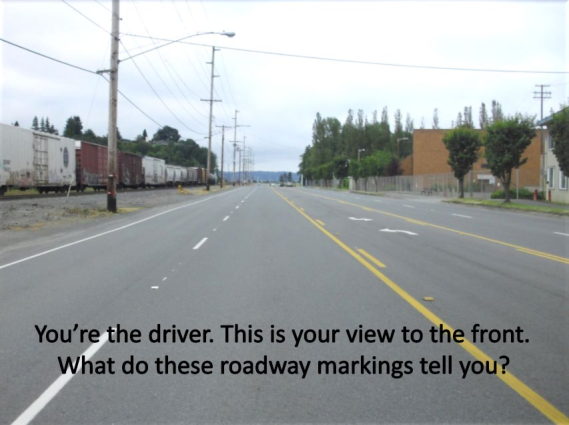 You're the driver. This is your view to the front.
What do these roadway markings tell you?